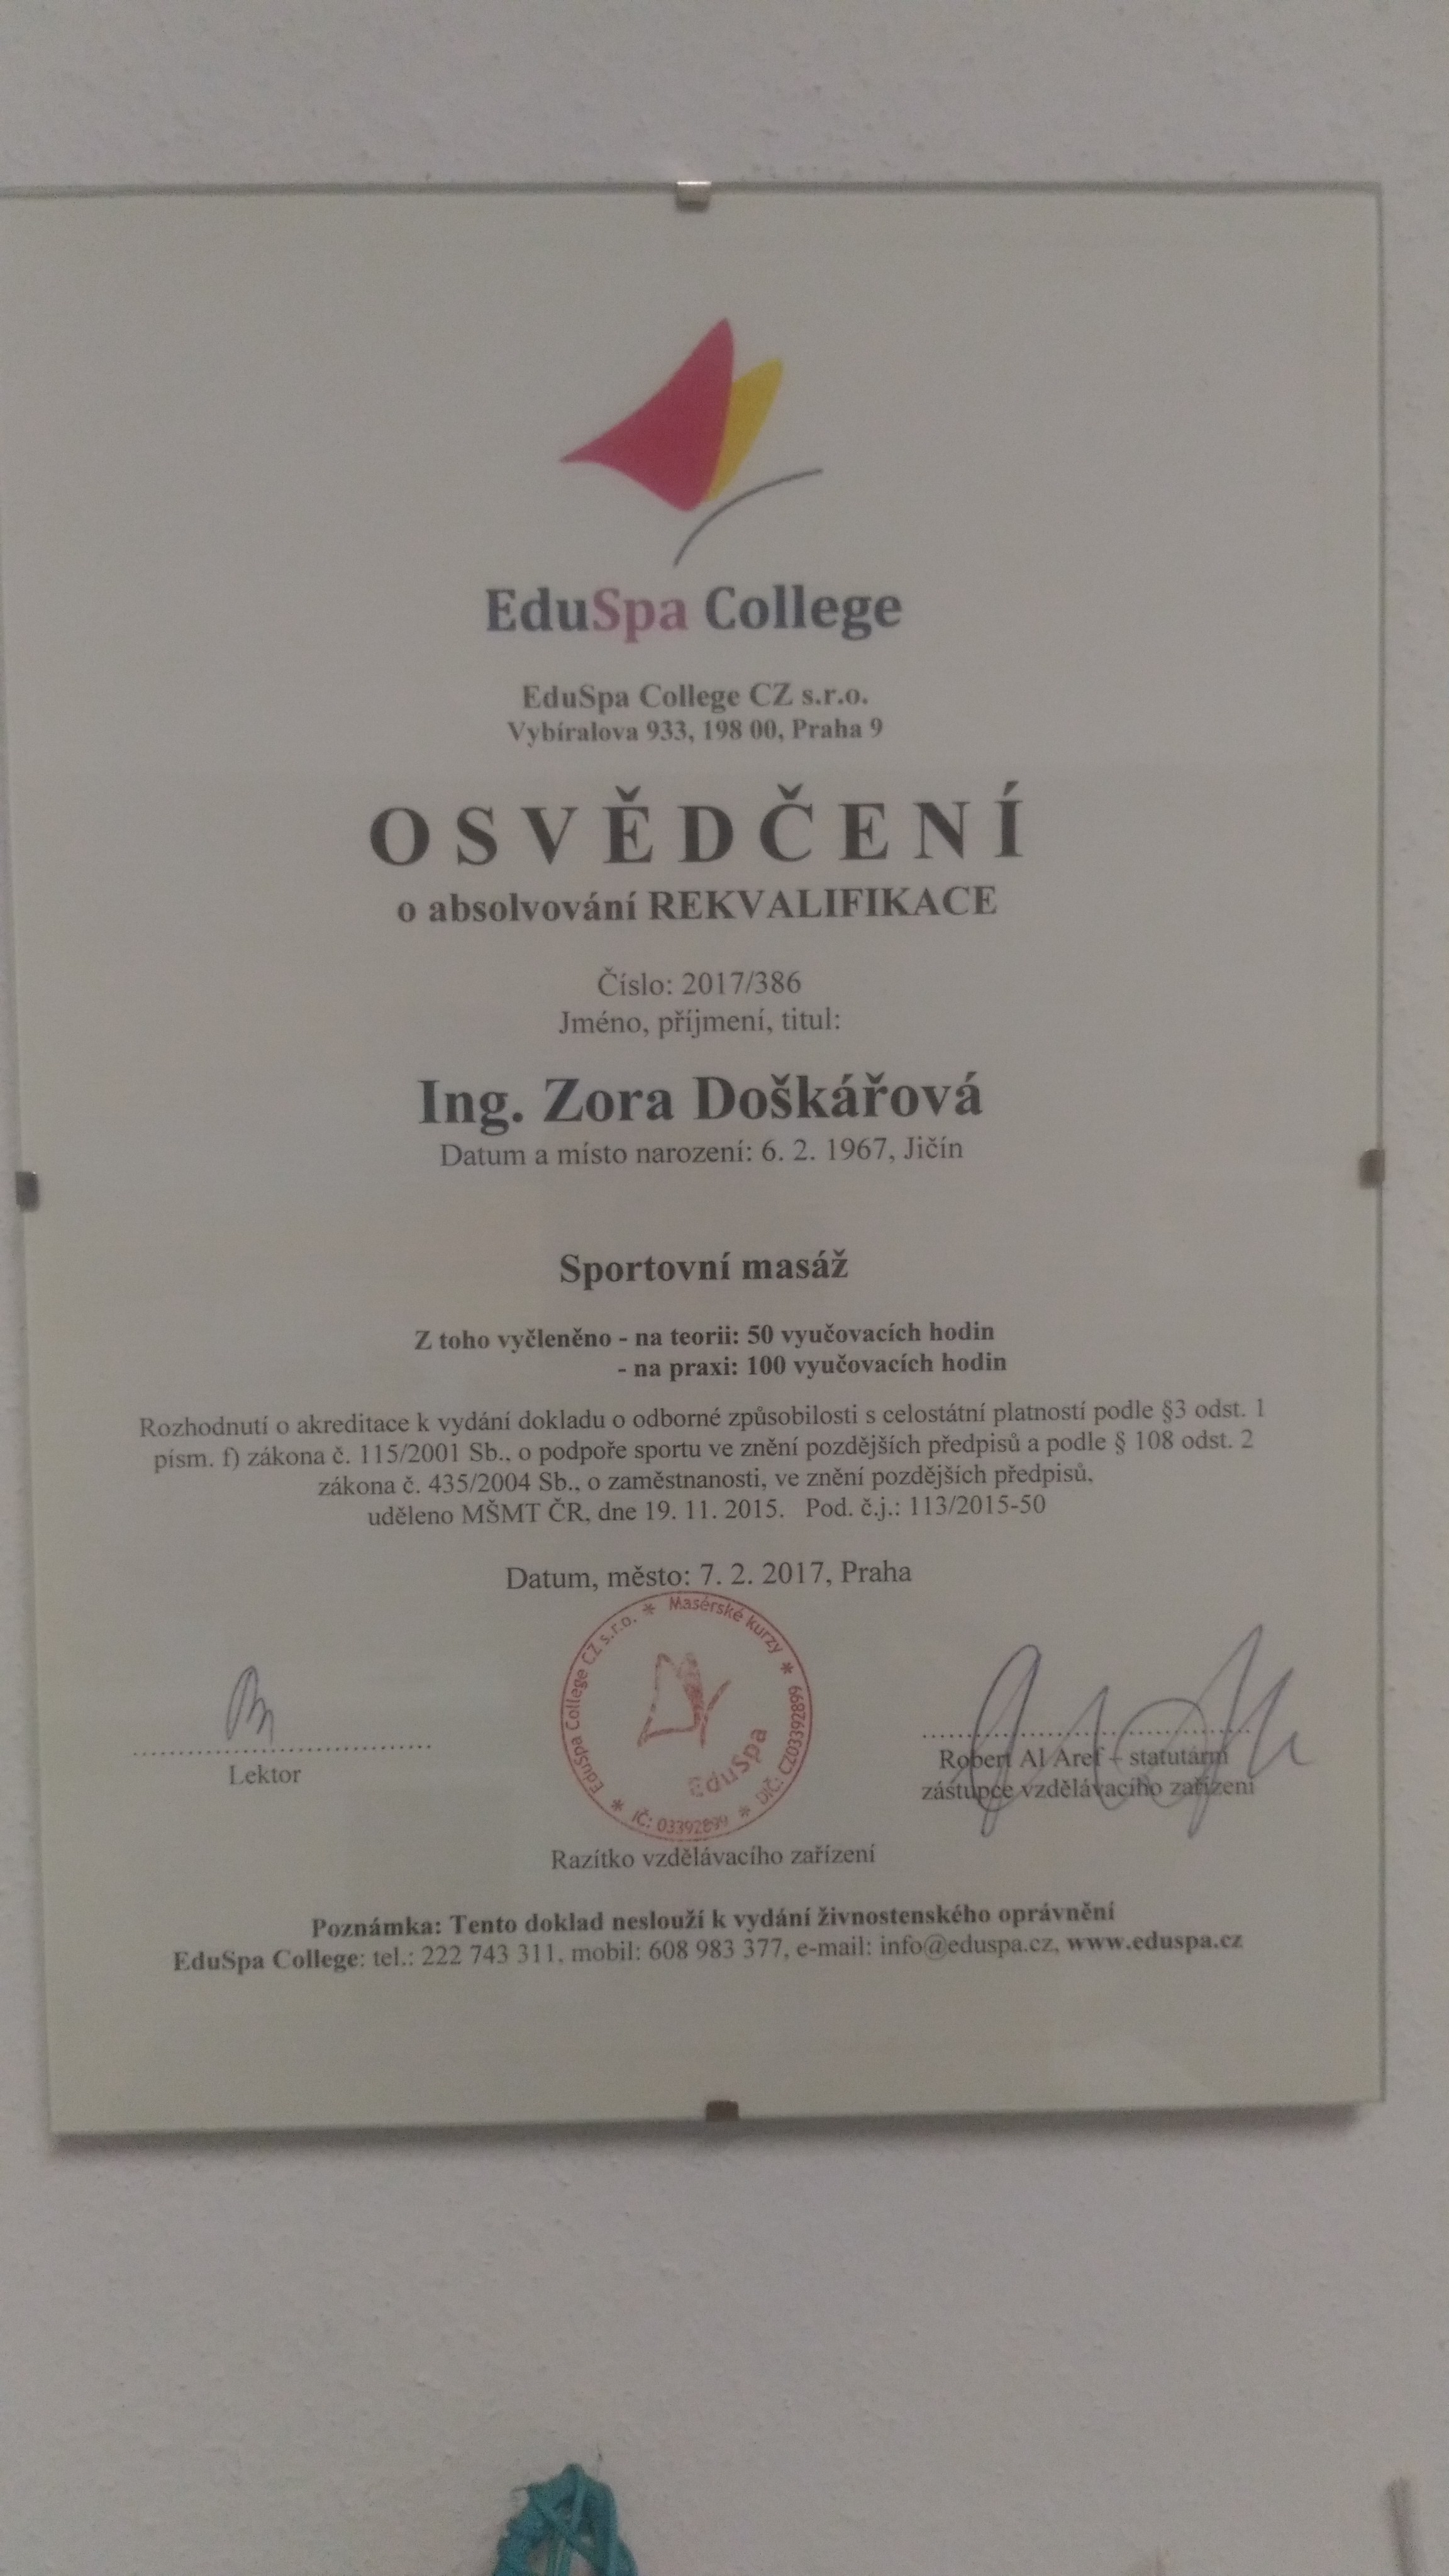 EduSpa College
EduSpa College CZ s.r.o.
Vybíralova 933, 198 00, Praha 9
OSVĚDČENÍ
o absolvování REKVALIFIKACE
Číslo: 2017/386
Jméno, příjmení, titul:
Ing. Zora Doškářová
Datum a místo narození: 6. 2. 1967, Jičín
Sportovní masáž
Z toho vyčleněno - na teorii: 50 vyučovacích hodin
- na praxi: 100 vyučovacích hodin
Rozhodnutí o akreditace k vydání dokladu o odborné způsobilosti s celostátní platností podle §3 odst. 1
písm. f) zákona č. 115/2001 Sb., o podpoře sportu ve znění pozdějších předpisů a podle § 108 odst. 2
zákona č. 435/2004 Sb., o zaměstnanosti, ve znění pozdějších předpisů,
uděleno MŠMT ČR, dne 19. 11. 2015. Pod. č.j.: 113/2015-50
Datum, město: 7. 2. 2017, Praha
EduSpa College CZ s.r.o. * Masérské kurzy * DIČ: CZ03392899 * IČ: 03392899 *
EduSpa
Lektor
Robert Al Aref – statutární
zástupce vzdělávacího zařízení
Razítko vzdělávacího zařízení
Poznámka: Tento doklad neslouží k vydání živnostenského oprávnění
EduSpa College: tel.: 222 743 311, mobil: 608 983 377, e-mail: info@eduspa.cz, www.eduspa.cz